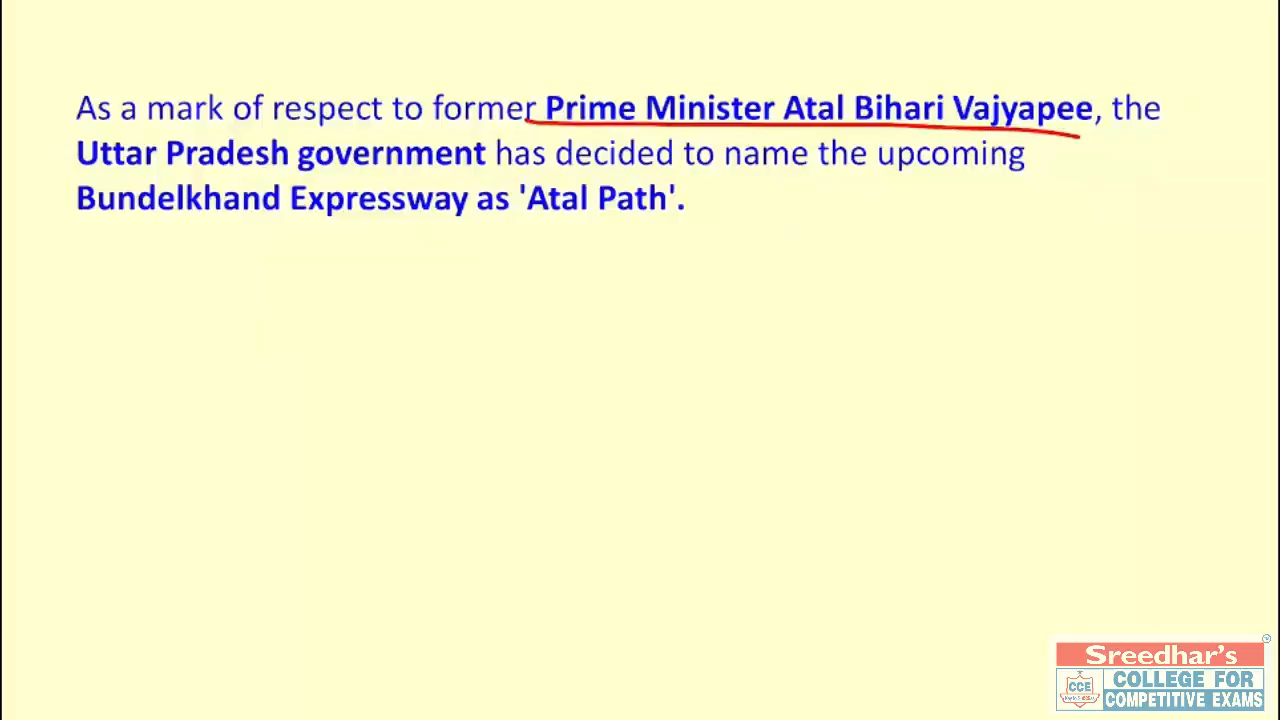 As a mark of respect to former Prime Minister Atal Bihari Vajyapee, the
Uttar Pradesh government has decided to name the upcoming
Bundelkhand Expressway as 'Atal Path'.
Sreedhar's
CCE
COLLEGE FOR
COMPETITIVE EXAMS